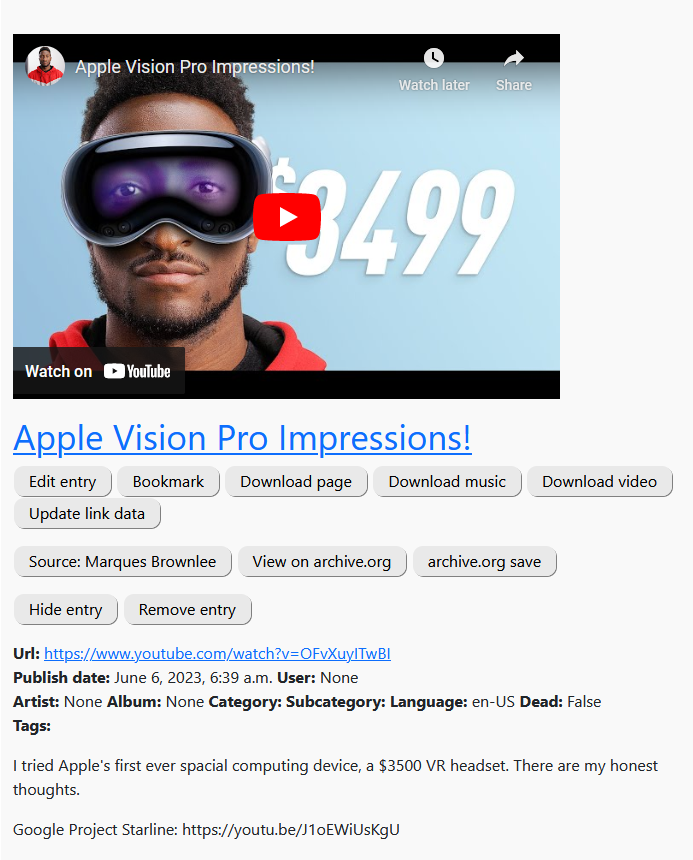 Apple Vision Pro Impressions!
Watch later
Share
$3499
Watch on YouTube
Apple Vision Pro Impressions!
Edit entry
Bookmark
Download page
Download music
Download video
Update link data
Source: Marques Brownlee
View on archive.org
archive.org save
Hide entry
Remove entry
Url: https://www.youtube.com/watch?v=OFvXuyITwBI
Publish date: June 6, 2023, 6:39 a.m. User: None
Artist: None Album: None Category: Subcategory: Language: en-US Dead: False
Tags:
I tried Apple's first ever spacial computing device, a $3500 VR headset. There are my honest
thoughts.
Google Project Starline: https://youtu.be/J1oEWiUsKgU